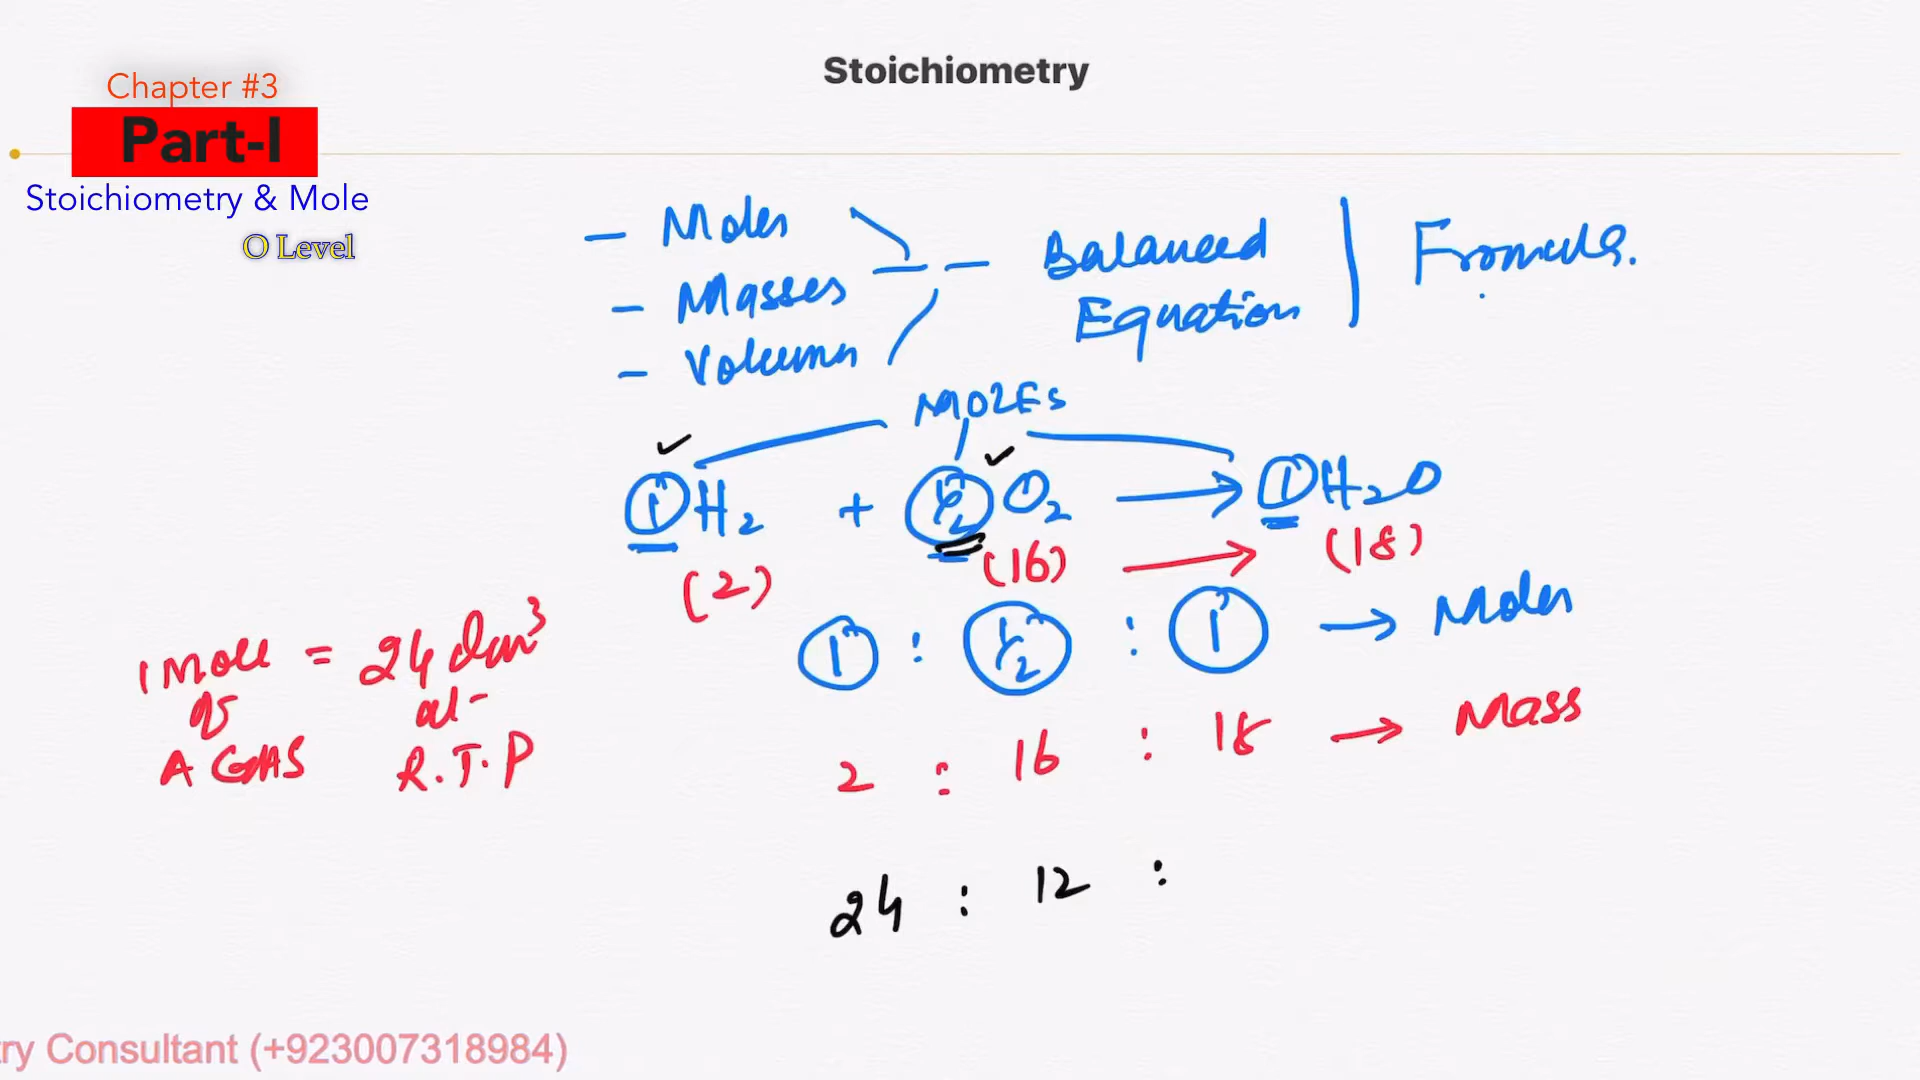 Stoichiometry
Chapter #3
Part-I
Stoichiometry & Mole
O Level
- Moles
- Masses
- Volumes
- Balanced Equation | Fromula.
MOLES
1 H2 + 1/2 O2 → 1 H2O
(2) (16) → (18)
1 : 1/2 : 1 → Moles
2 : 16 : 18 → Mass
1 Mole = 24 dm³
of at
A GAS R.T.P
24 : 12 :
ry Consultant (+923007318984)